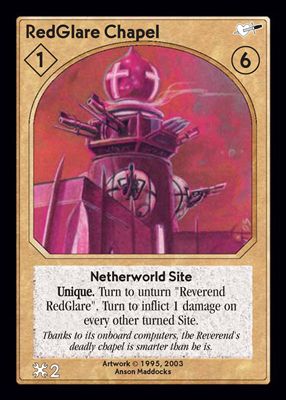 RedGlare Chapel
1
6
Netherworld Site
Unique. Turn to unturn "Reverend
RedGlare". Turn to inflict 1 damage on
every other turned Site.
Thanks to its onboard computers, the Reverend's
deadly chapel is smarter than he is.
Artwork © 1995, 2003
Anson Maddocks
2